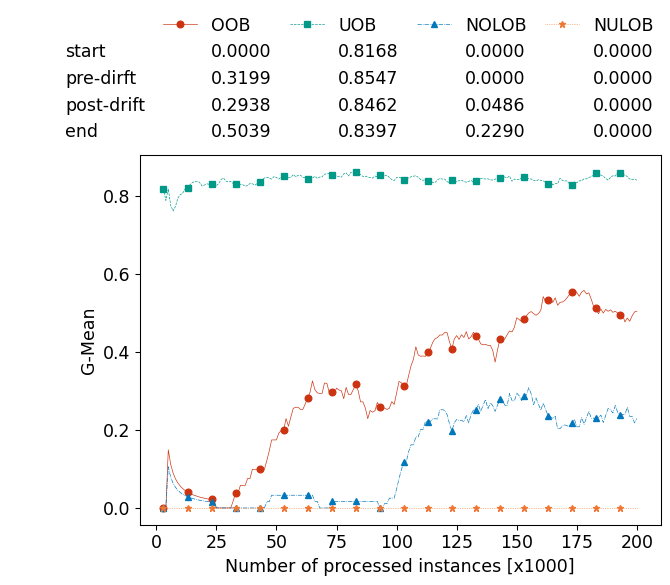 OOB UOB NOLOB NULOB
start 0.0000 0.8168 0.0000 0.0000
pre-dirft 0.3199 0.8547 0.0000 0.0000
post-drift 0.2938 0.8462 0.0486 0.0000
end 0.5039 0.8397 0.2290 0.0000
G-Mean
0.8
0.6
0.4
0.2
0.0
0 25 50 75 100 125 150 175 200
Number of processed instances [x1000]